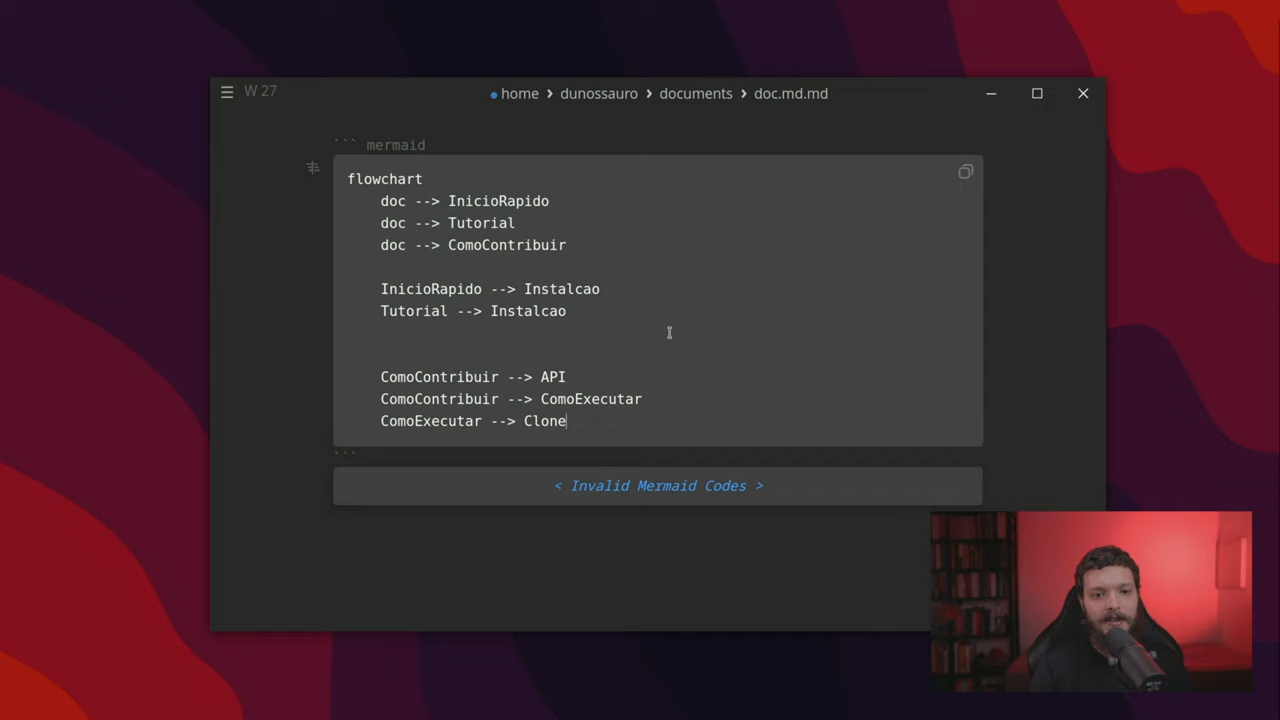 W 27
home > dunossauro > documents > doc.md.md
``` mermaid
flowchart
doc --> InicioRapido
doc --> Tutorial
doc --> ComoContribuir
InicioRapido --> Instalcao
Tutorial --> Instalcao
ComoContribuir --> API
ComoContribuir --> ComoExecutar
ComoExecutar --> Clone
```
< Invalid Mermaid Codes >